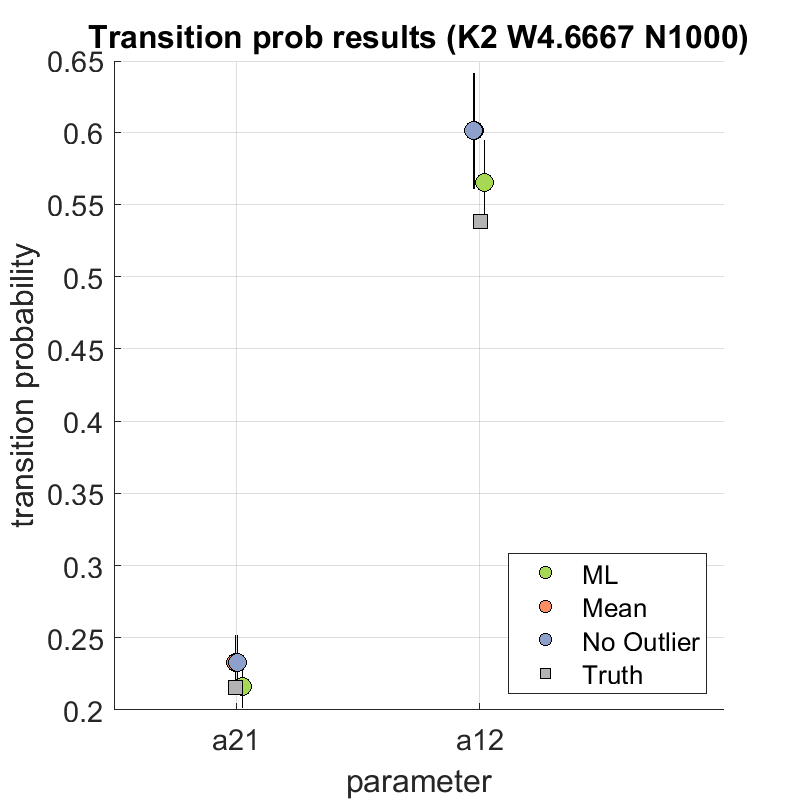 Transition prob results (K2 W4.6667 N1000)
0.65
0.6
0.55
0.5
0.45
0.4
0.35
0.3
0.25
0.2
transition probability
a21
a12
parameter
ML
Mean
No Outlier
Truth